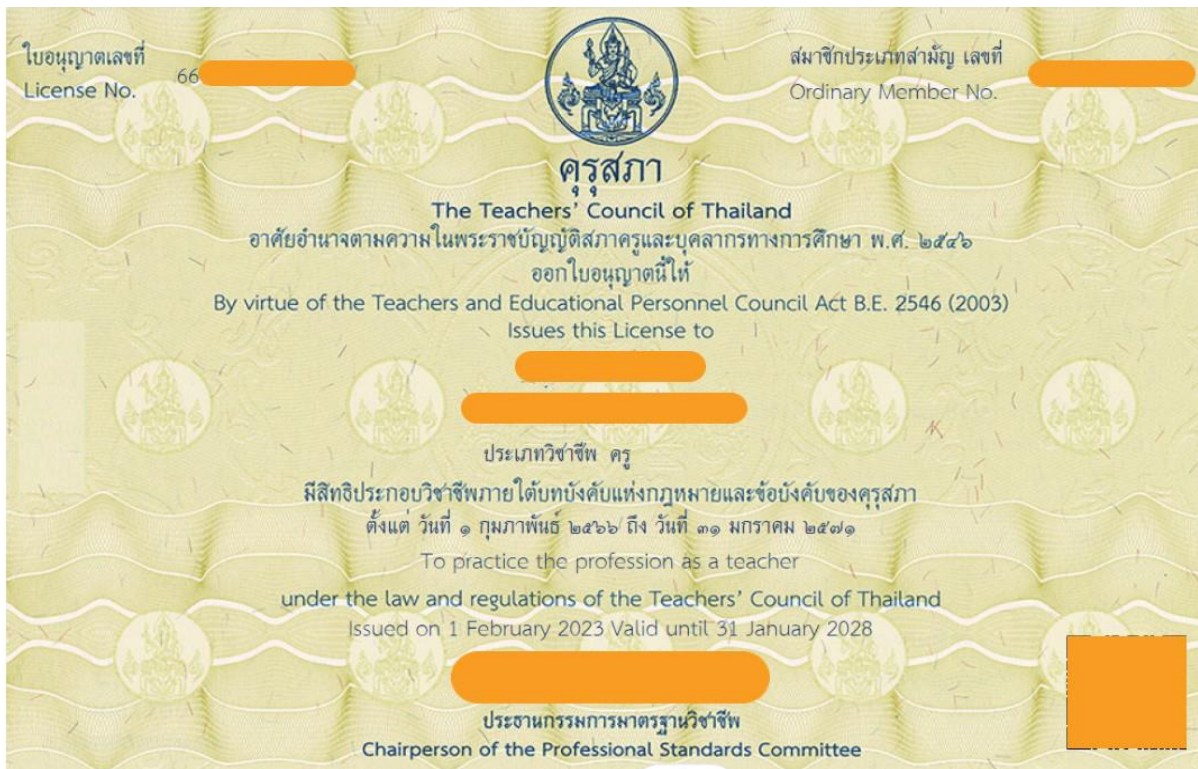 ใบอนุญาตเลขที่
License No.
66
สมาชิกประเภทสามัญ เลขที่
Ordinary Member No.
คุรุสภา
The Teachers' Council of Thailand
อาศัยอำนาจตามความในพระราชบัญญัติสภาครูและบุคลากรทางการศึกษา พ.ศ. ๒๕๔๖
ออกใบอนุญาตนี้ให้
By virtue of the Teachers and Educational Personnel Council Act B.E. 2546 (2003)
Issues this License to
ประเภทวิชาชีพ ครู
มีสิทธิประกอบวิชาชีพภายใต้บทบังคับแห่งกฎหมายและข้อบังคับของคุรุสภา
ตั้งแต่ วันที่ ๑ กุมภาพันธ์ ๒๕๖๖ ถึง วันที่ ๓๑ มกราคม ๒๕๗๑
To practice the profession as a teacher
under the law and regulations of the Teachers' Council of Thailand
Issued on 1 February 2023 Valid until 31 January 2028
ประธานกรรมการมาตรฐานวิชาชีพ
Chairperson of the Professional Standards Committee